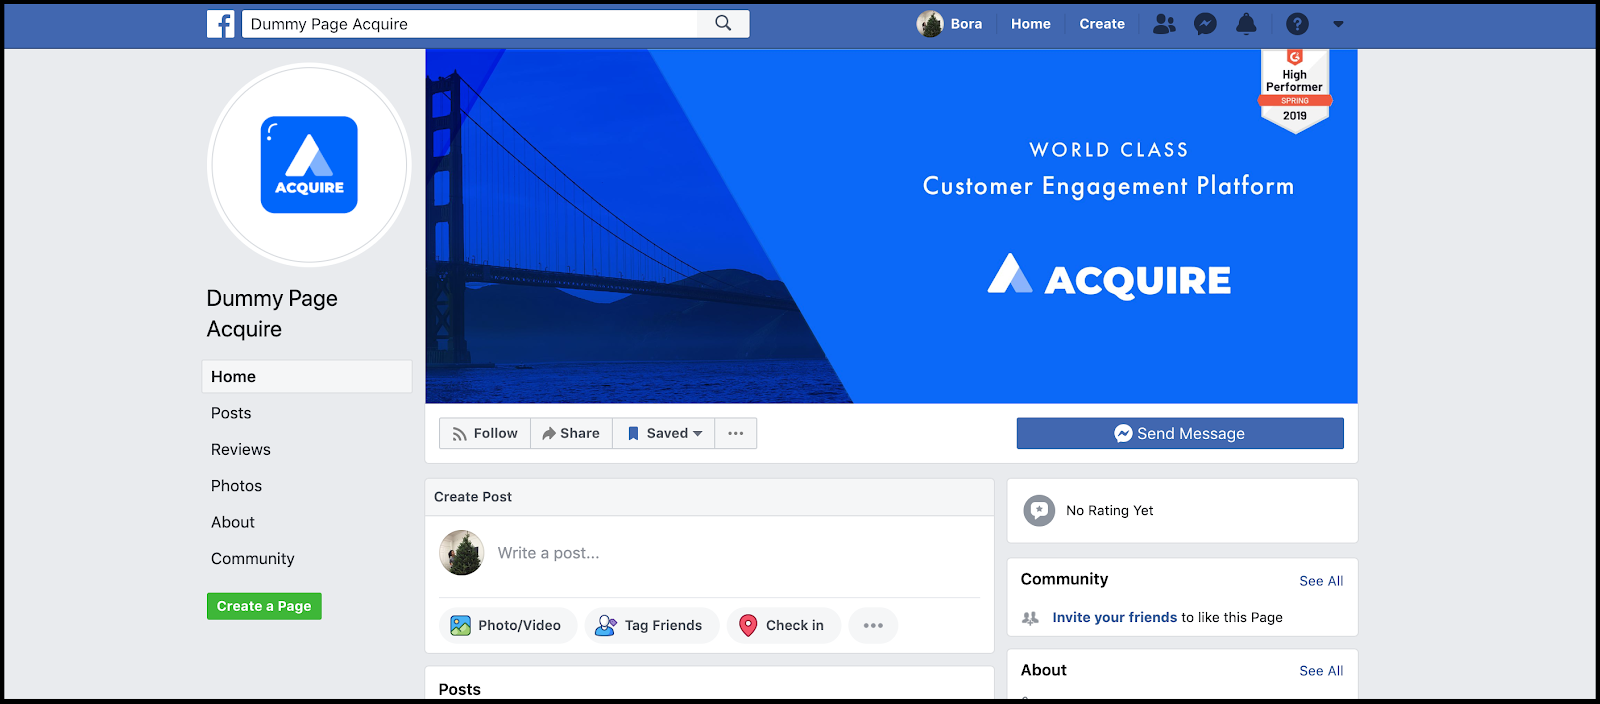 Dummy Page Acquire
Bora
Home
Create
ACQUIRE
Dummy Page
Acquire
Home
Posts
Reviews
Photos
About
Community
Create a Page
High
Performer
SPRING
2019
WORLD CLASS
Customer Engagement Platform
ACQUIRE
Follow
Share
Saved
Send Message
Create Post
Write a post...
Photo/Video
Tag Friends
Check in
Posts
No Rating Yet
Community
See All
Invite your friends to like this Page
About
See All